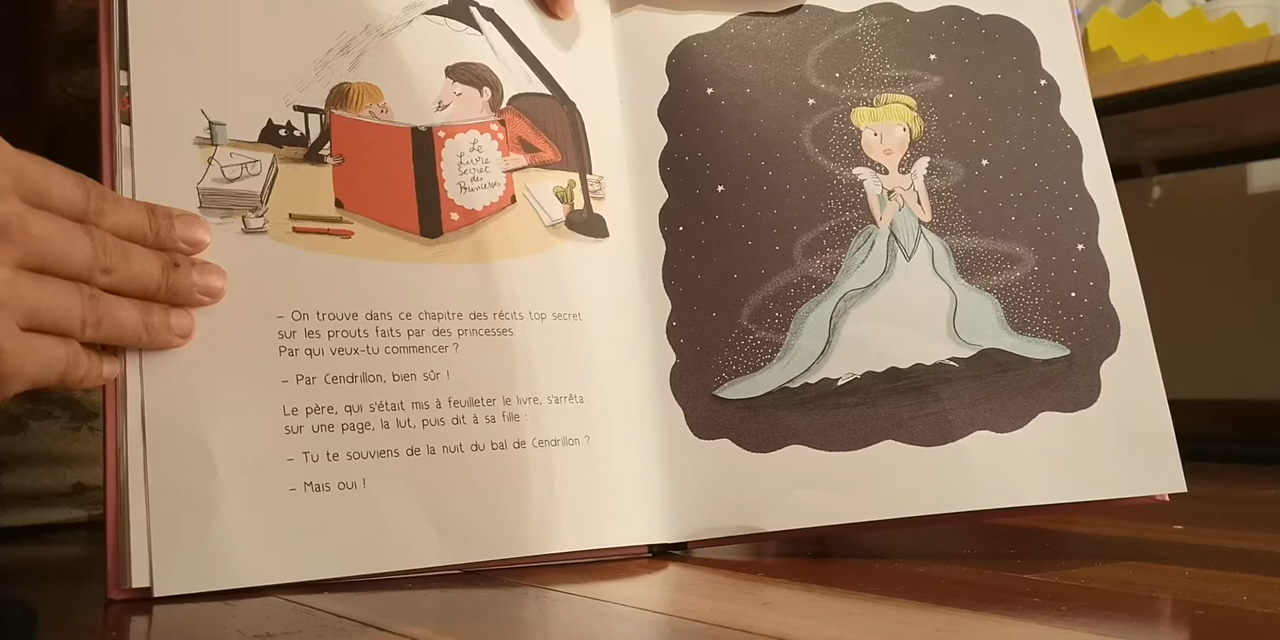 Le
Livre
Secret
des
Princesses
– On trouve dans ce chapitre des récits top secret
sur les prouts faits par des princesses.
Par qui veux-tu commencer ?
– Par Cendrillon, bien sûr !
Le père, qui s'était mis à feuilleter le livre, s'arrêta
sur une page, la lut, puis dit à sa fille :
– Tu te souviens de la nuit du bal de Cendrillon ?
– Mais oui !